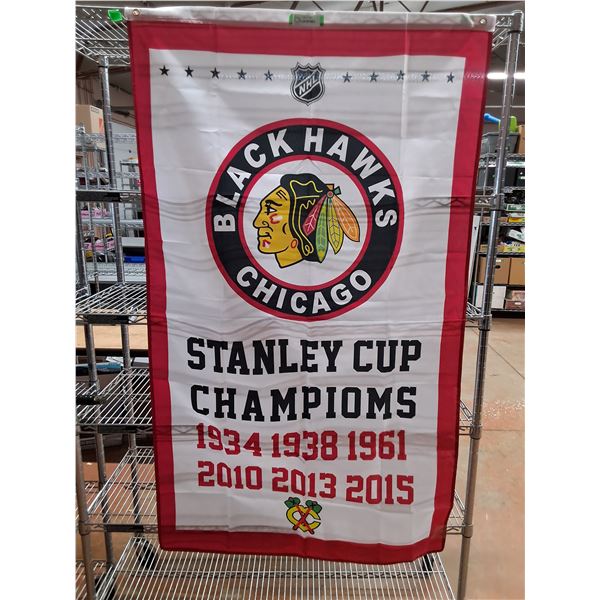 NHL
BLACKHAWKS
CHICAGO
STANLEY CUP
CHAMPIOMS
1934 1938 1961
2010 2013 2015
C